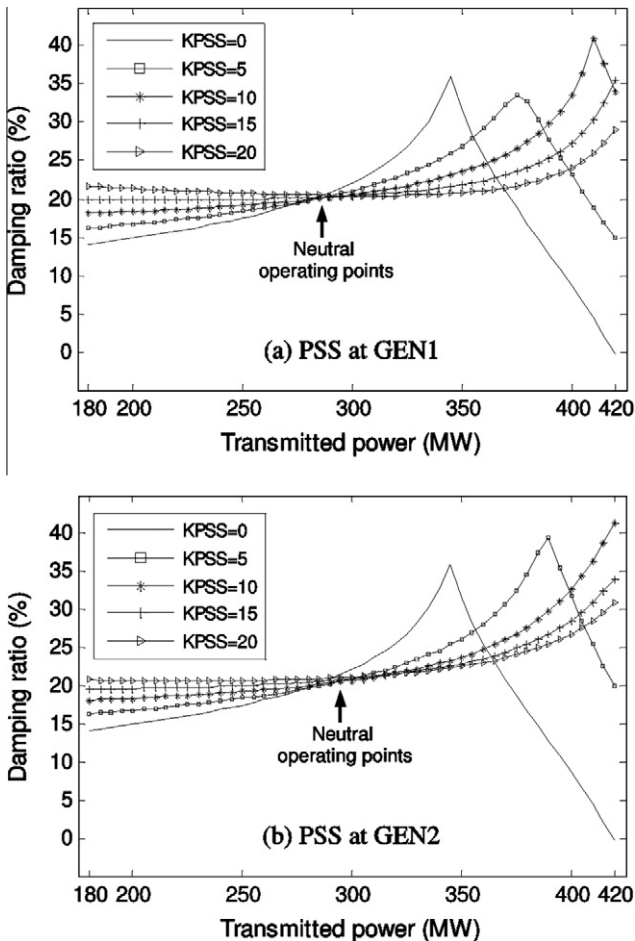 40
35
30
25
20
15
10
5
0
Damping ratio (%)
KPSS=0
KPSS=5
KPSS=10
KPSS=15
KPSS=20
Neutral
operating points
(a) PSS at GEN1
180 200 250 300 350 400 420
Transmitted power (MW)
40
35
30
25
20
15
10
5
0
Damping ratio (%)
KPSS=0
KPSS=5
KPSS=10
KPSS=15
KPSS=20
Neutral
operating points
(b) PSS at GEN2
180 200 250 300 350 400 420
Transmitted power (MW)